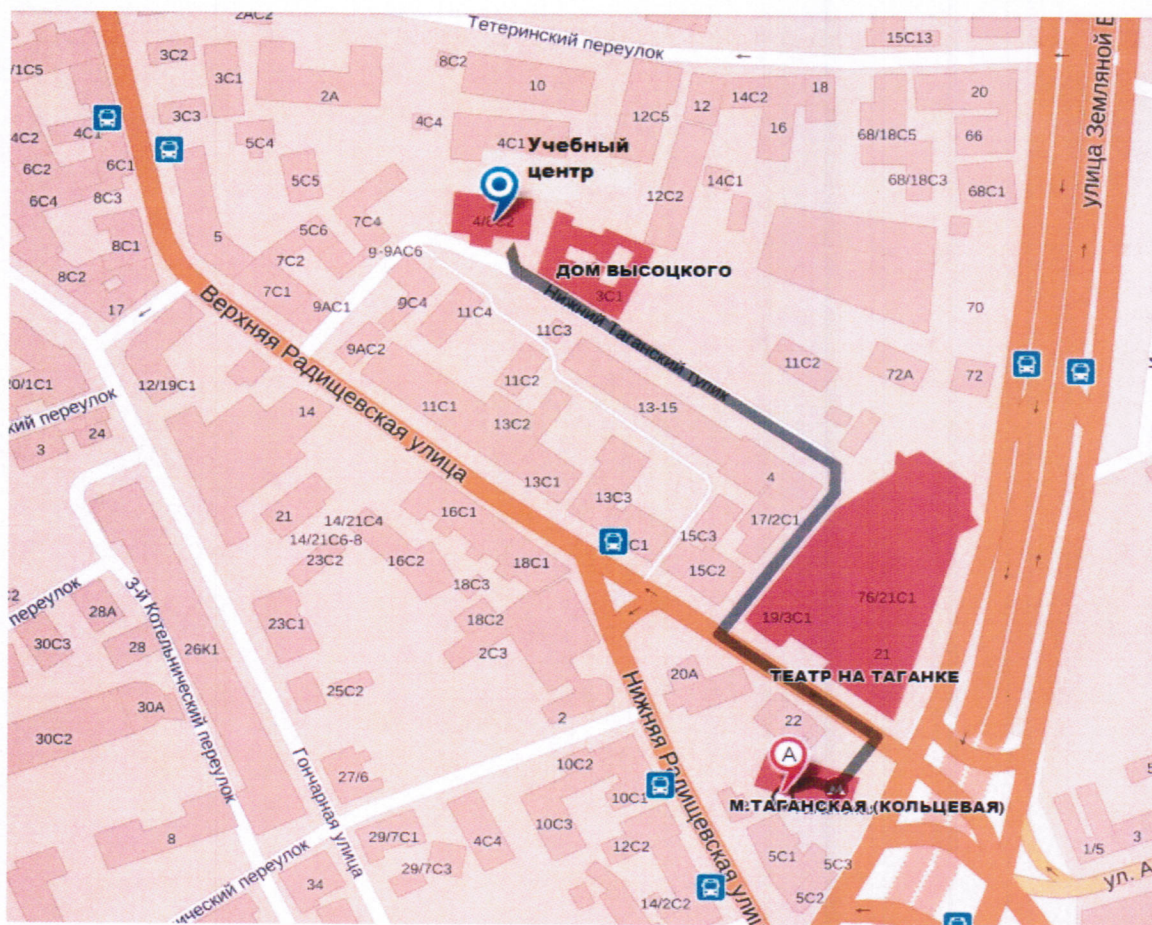 2АС2
Тетеринский переулок
15С13
3С2
8С2
3С1
2А
10
18
14С2
12
20
/1С5
3С3
12С5
16
4С1
4С4
68/18С5
66
4С2
5С4
4С1
Учебный
центр
6С1
6С2
5С5
14С1
68/18С3
68С1
6С4
8С3
12С2
7С4
5
5С6
8С1
9-9АС6
ДОМ ВЫСОЦКОГО
7С2
8С2
7С1
3С1
17
9АС1
9С4
11С4
Нижний Таганский тупик
70
Верхняя Радищевская улица
11С3
9АС2
11С2
72А
72
20/1С1
12/19С1
11С2
11С1
13-15
14
13С2
кий переулок
24
3
4
13С1
13С3
16С1
21
14/21С4
17/2С1
14/21С6-8
15С3
С1
23С2
16С2
18С1
15С2
18С3
76/21С1
переулок
28А
18С2
19/3С1
23С1
30С3
28
26К1
2С3
21
20А
ТЕАТР НА ТАГАНКЕ
25С2
30А
2
22
30С2
3-й Котельнический переулок
Гончарная улица
Нижняя Радищевская улиц
А
10С2
27/6
10С1
М.ТАГАНСКАЯ (КОЛЬЦЕВАЯ)
8
29/7С1
4С4
10С3
12С2
5С1
5С3
1/5
3
29/7С3
34
5С2
14/2С2
ул. А
ический переулок
улица Земляной В